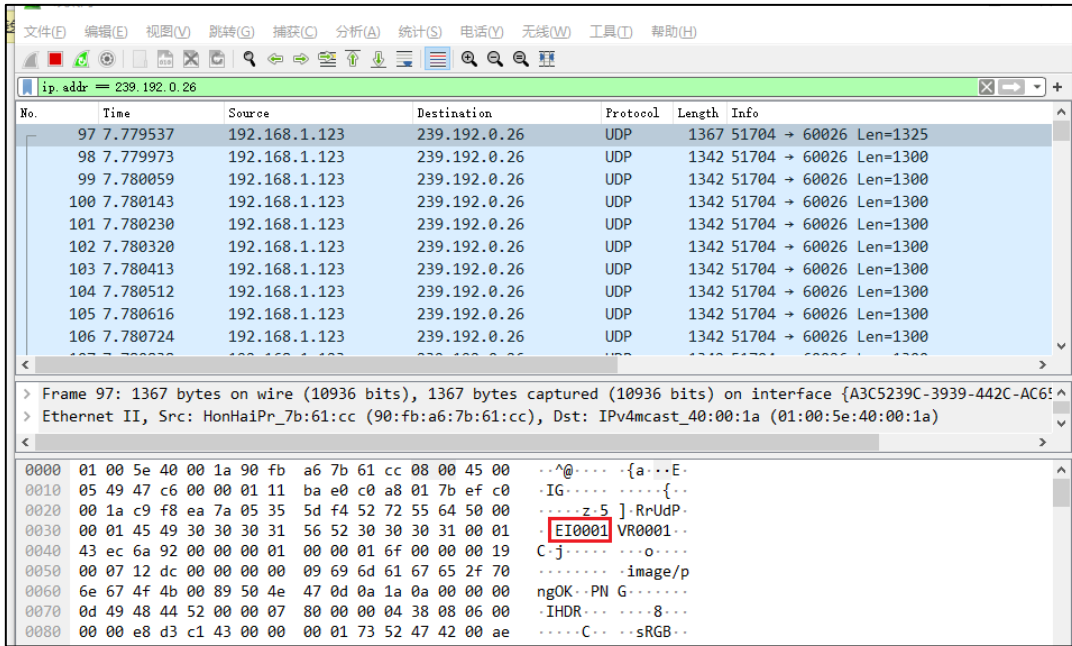 文件(F) 编辑(E) 视图(V) 跳转(G) 捕获(C) 分析(A) 统计(S) 电话(Y) 无线(W) 工具(T) 帮助(H)
ip.addr == 239.192.0.26
No. Time Source Destination Protocol Length Info
97 7.779537 192.168.1.123 239.192.0.26 UDP 1367 51704 → 60026 Len=1325
98 7.779973 192.168.1.123 239.192.0.26 UDP 1342 51704 → 60026 Len=1300
99 7.780059 192.168.1.123 239.192.0.26 UDP 1342 51704 → 60026 Len=1300
100 7.780143 192.168.1.123 239.192.0.26 UDP 1342 51704 → 60026 Len=1300
101 7.780230 192.168.1.123 239.192.0.26 UDP 1342 51704 → 60026 Len=1300
102 7.780320 192.168.1.123 239.192.0.26 UDP 1342 51704 → 60026 Len=1300
103 7.780413 192.168.1.123 239.192.0.26 UDP 1342 51704 → 60026 Len=1300
104 7.780512 192.168.1.123 239.192.0.26 UDP 1342 51704 → 60026 Len=1300
105 7.780616 192.168.1.123 239.192.0.26 UDP 1342 51704 → 60026 Len=1300
106 7.780724 192.168.1.123 239.192.0.26 UDP 1342 51704 → 60026 Len=1300
Frame 97: 1367 bytes on wire (10936 bits), 1367 bytes captured (10936 bits) on interface {A3C5239C-3939-442C-AC65
Ethernet II, Src: HonHaiPr_7b:61:cc (90:fb:a6:7b:61:cc), Dst: IPv4mcast_40:00:1a (01:00:5e:40:00:1a)
0000 01 00 5e 40 00 1a 90 fb a6 7b 61 cc 08 00 45 00 ··^@···· ·{a···E·
0010 05 49 47 c6 00 00 01 11 ba e0 c0 a8 01 7b ef c0 ·IG····· ·····{··
0020 00 1a c9 f8 ea 7a 05 35 5d f4 52 72 55 64 50 00 ·····z·5 ]·RrUdP·
0030 00 01 45 49 30 30 30 31 56 52 30 30 30 31 00 01 ··EI0001 VR0001··
0040 43 ec 6a 92 00 00 00 01 00 00 01 6f 00 00 00 19 C·j····· ···o····
0050 00 07 12 dc 00 00 00 00 09 69 6d 61 67 65 2f 70 ········ ·image/p
0060 6e 67 4f 4b 00 89 50 4e 47 0d 0a 1a 0a 00 00 00 ngOK··PN G·······
0070 0d 49 48 44 52 00 00 07 80 00 00 04 38 08 06 00 ·IHDR··· ····8···
0080 00 00 e8 d3 c1 43 00 00 00 01 73 52 47 42 00 ae ·····C·· ··sRGB··